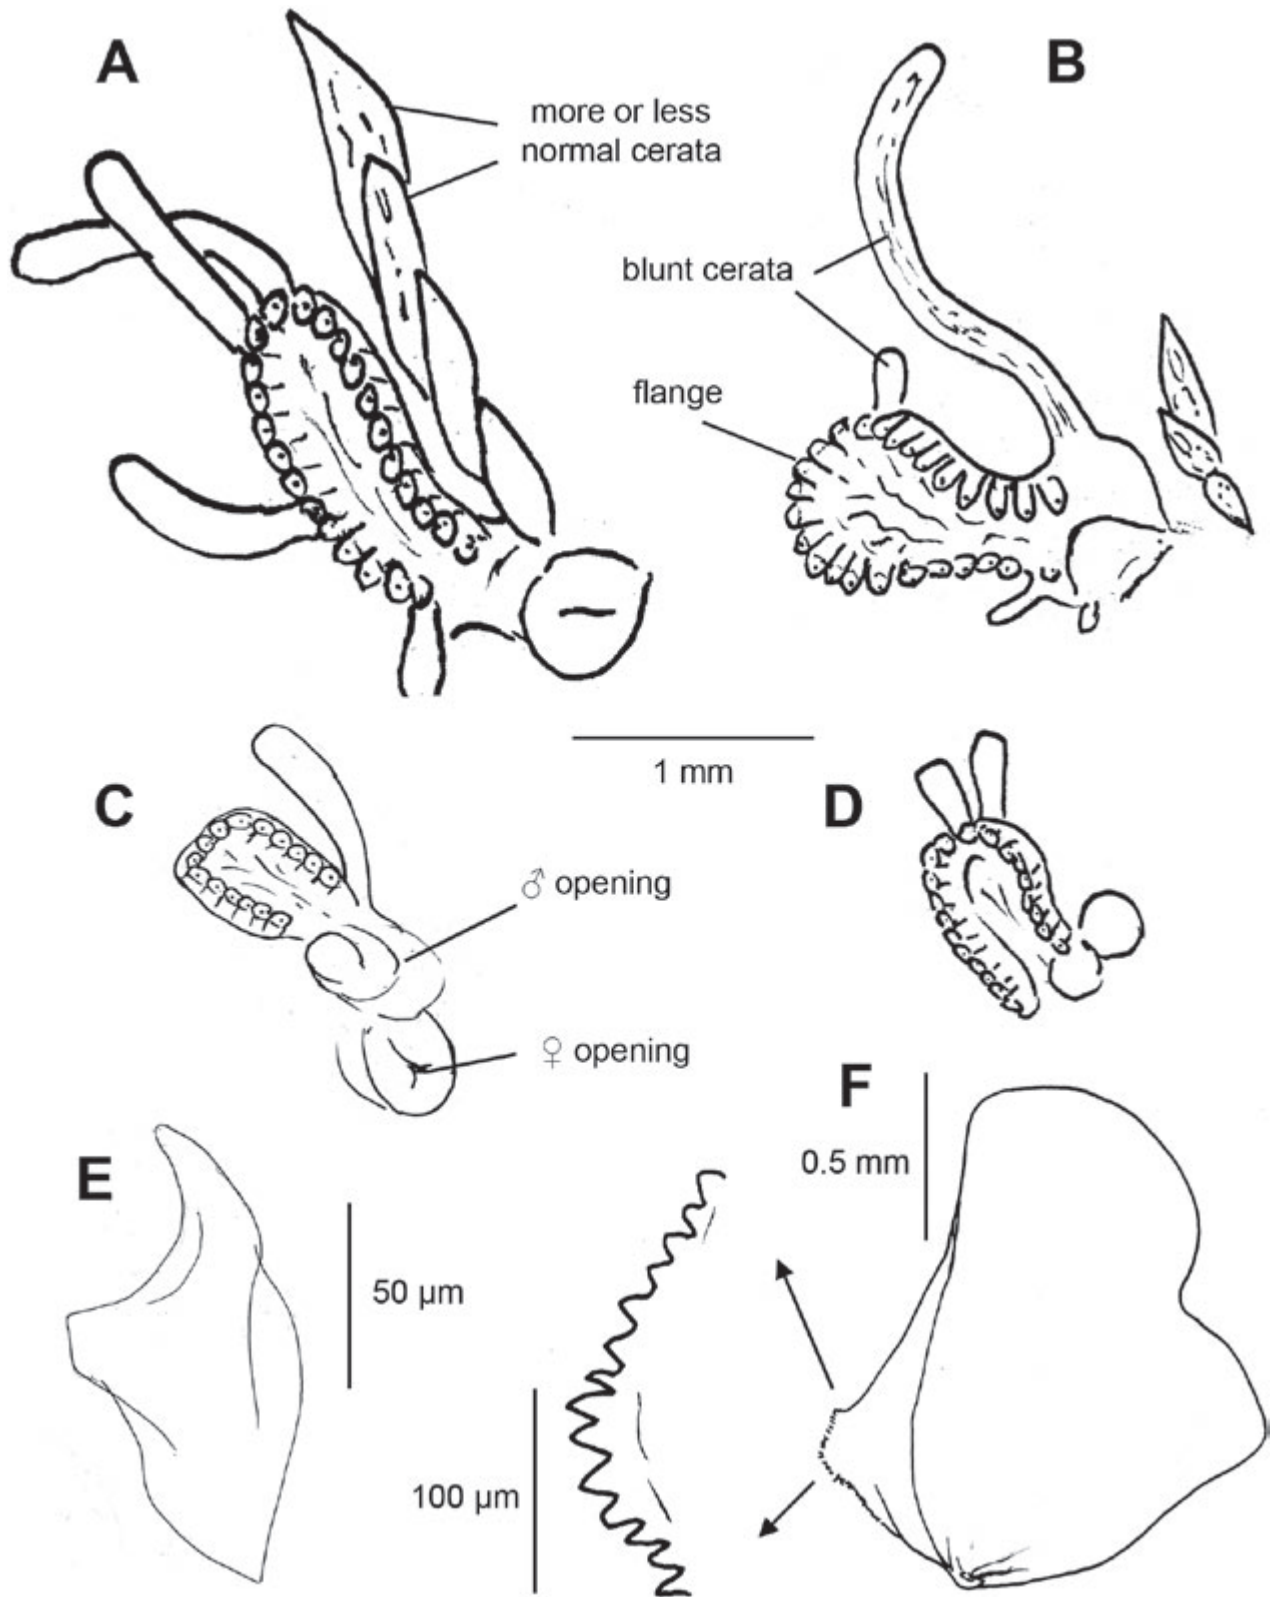 A
B
more or less
normal cerata
blunt cerata
flange
1 mm
C
D
♂ opening
♀ opening
E
F
0.5 mm
50 µm
100 µm